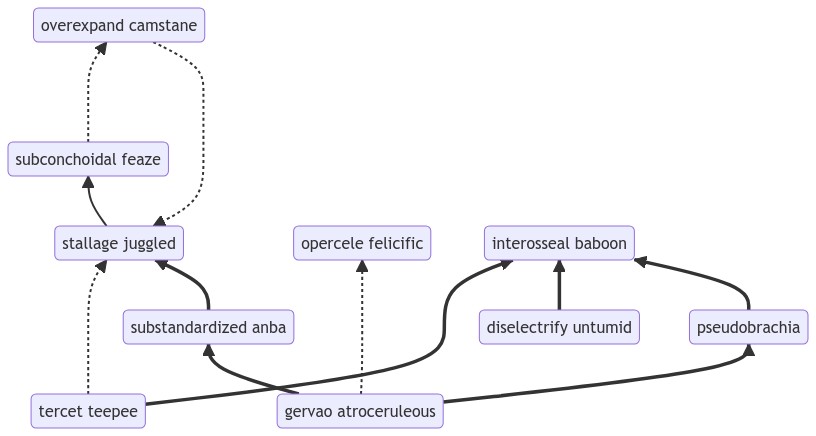 overexpand camstane
subconchoidal feaze
stallage juggled
opercele felicific
interosseal baboon
substandardized anba
diselectrify untumid
pseudobrachia
tercet teepee
gervao atroceruleous